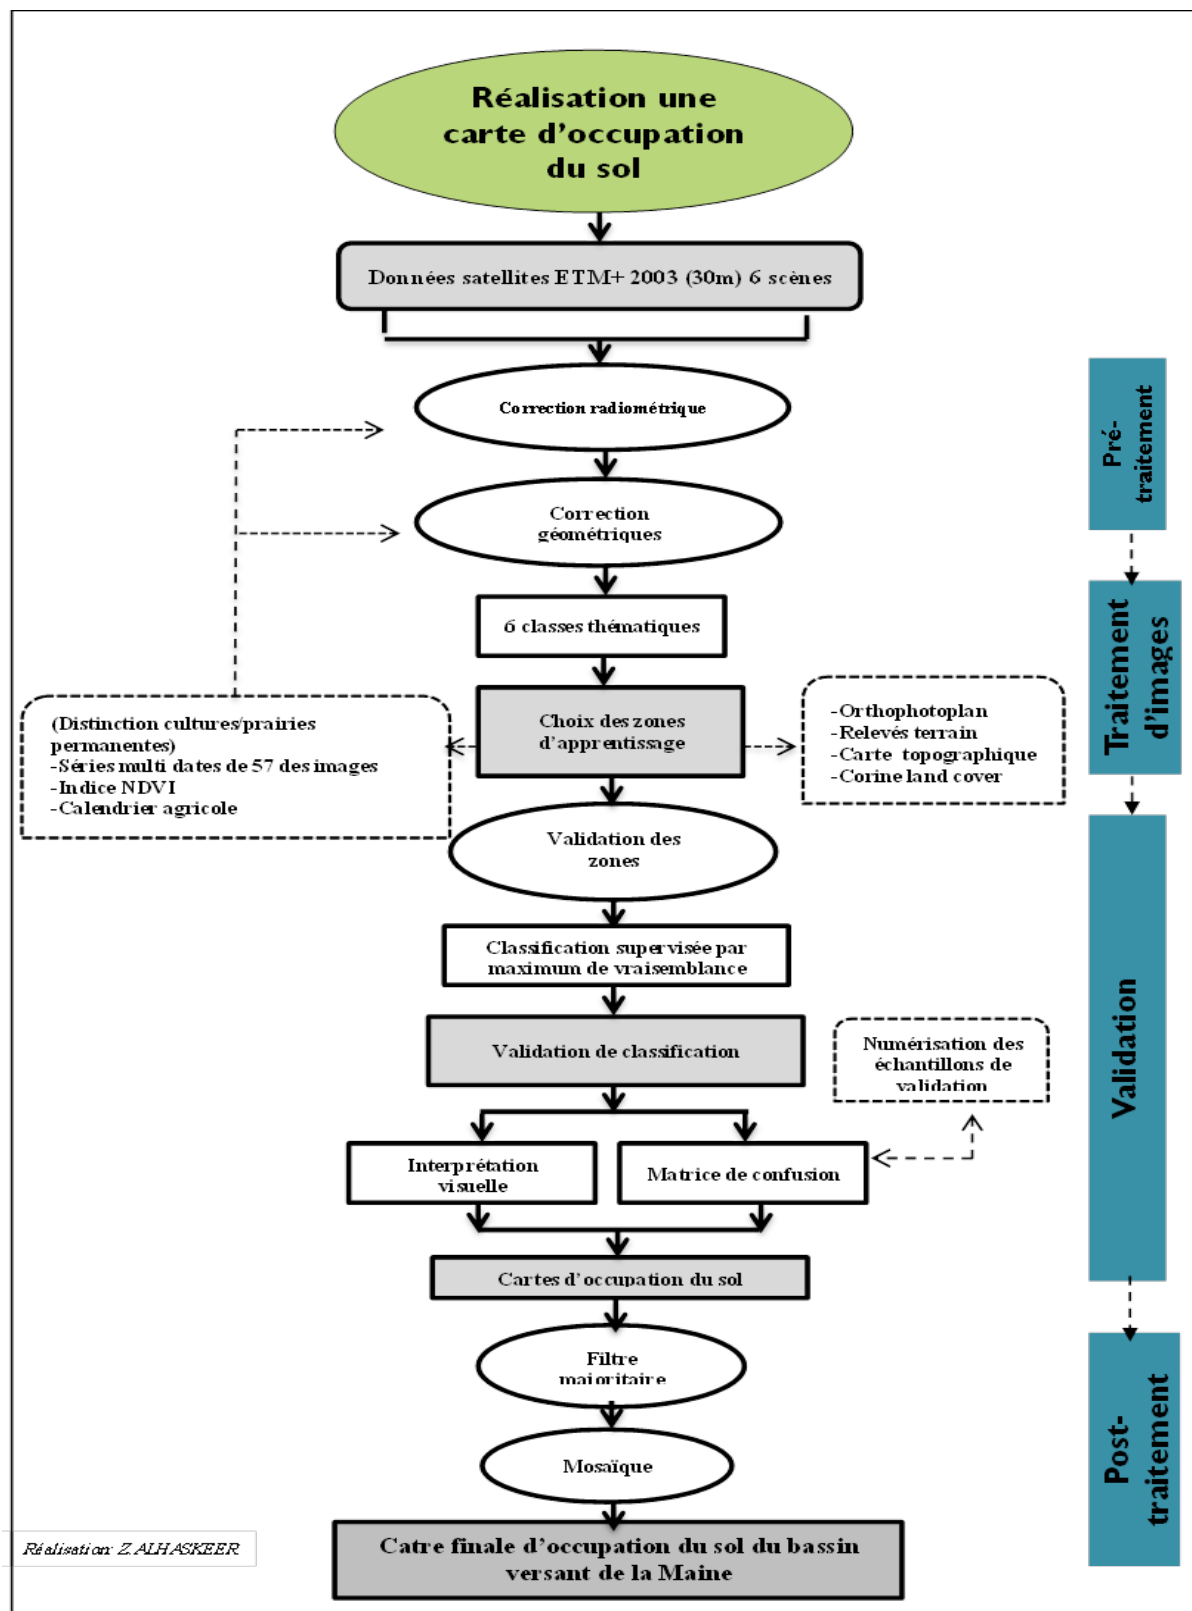 Réalisation une
carte d'occupation
du sol
Données satellites ETM+ 2003 (30m) 6 scènes
Correction radiométrique
Pré-
traitement
Correction
géométriques
6 classes thématiques
Traitement
d'images
(Distinction cultures/prairies
permanentes)
-Séries multi dates de 57 des images
-Indice NDVI
-Calendrier agricole
Choix des zones
d'apprentissage
-Orthophotoplan
-Relevés terrain
-Carte topographique
-Corine land cover
Validation des
zones
Classification supervisée par
maximum de vraisemblance
Validation
Validation de classification
Numérisation des
échantillons de
validation
Interprétation
visuelle
Matrice de confusion
Cartes d'occupation du sol
Filtre
majoritaire
Mosaïque
Post-
traitement
Catre finale d'occupation du sol du bassin
versant de la Maine
Réalisation: Z ALHASKEER